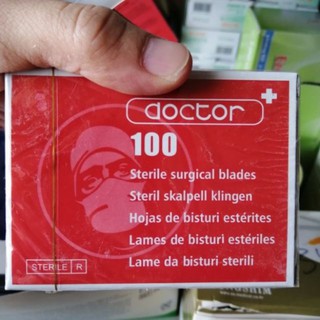 doctor
100
Sterile surgical blades
Steril skalpell klingen
Hojas de bisturi estérites
Lames de bisturi estériles
Lame da bisturi sterili
STERILE R